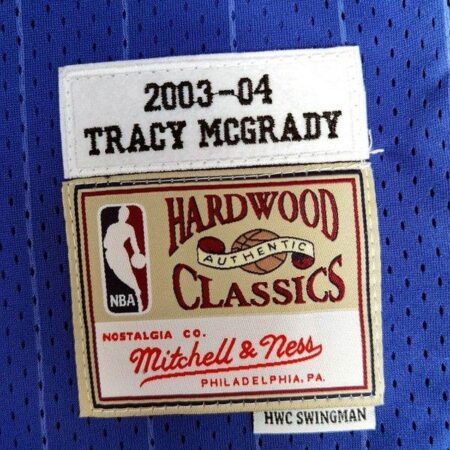 2003-04
TRACY MCGRADY
HARDWOOD
AUTHENTIC
CLASSICS
NBA
NOSTALGIA CO.
Mitchell & Ness
PHILADELPHIA, PA.
HWC SWINGMAN